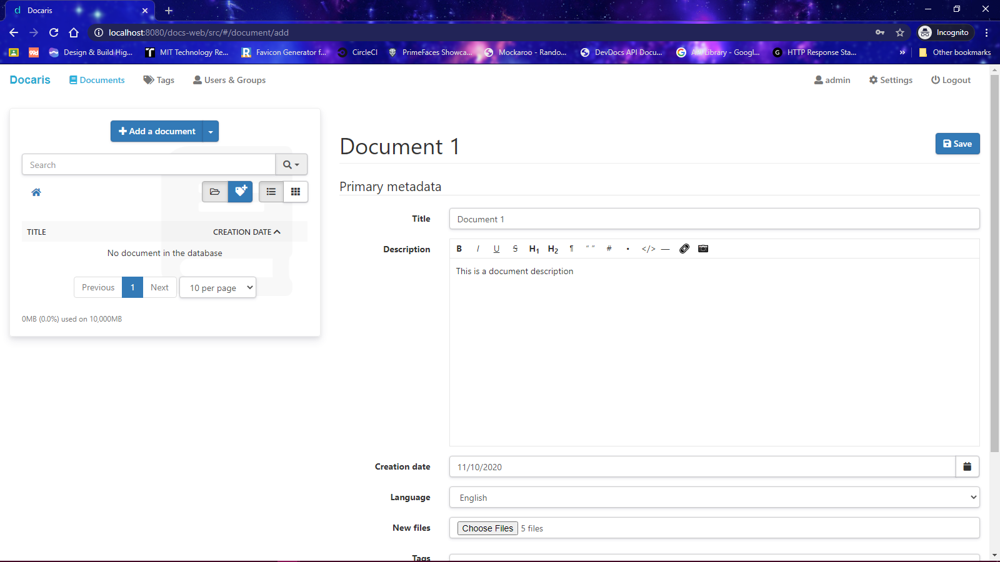 Docaris
localhost:8080/docs-web/src/#/document/add
Incognito
Design & Build Hig...
MIT Technology Re...
Favicon Generator f...
CircleCI
PrimeFaces Showca...
Mockaroo - Rando...
DevDocs API Docu...
Library - Googl...
HTTP Response Sta...
»
Other bookmarks
Docaris Documents Tags Users & Groups admin Settings Logout
Add a document
Search
TITLE CREATION DATE
No document in the database
Previous 1 Next 10 per page
0MB (0.0%) used on 10,000MB
Document 1
Save
Primary metadata
Title Document 1
Description B I U S H1 H2 ¶ “ ” # • </> —
This is a document description
Creation date 11/10/2020
Language English
New files Choose Files 5 files
Tags